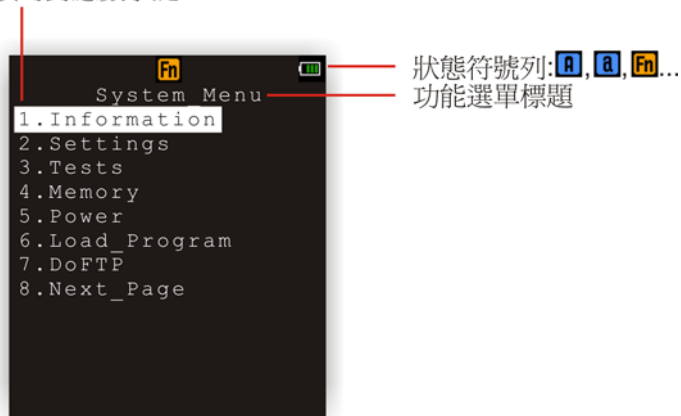 Fn
狀態符號列:A,a,Fn...
System Menu
功能選單標題
1.Information
2.Settings
3.Tests
4.Memory
5.Power
6.Load_Program
7.DoFTP
8.Next_Page